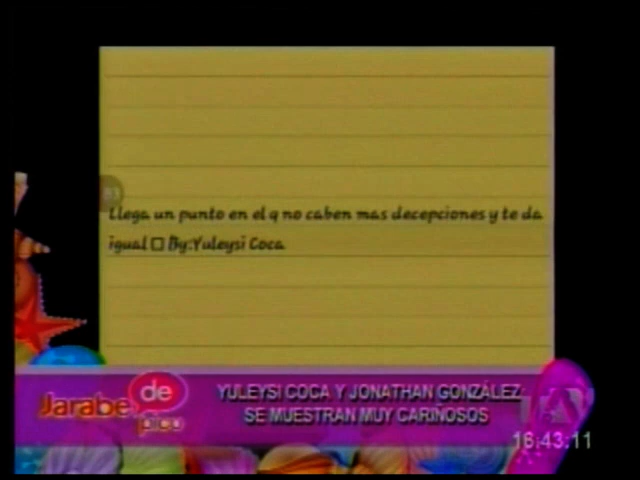 Llega un punto en el q no caben mas decepciones y te da
igual □ By:Yuleysi Coca
YULEYSI COCA Y JONATHAN GONZÁLEZ
SE MUESTRAN MUY CARIÑOSOS
Jarabe de pico
16:43:11